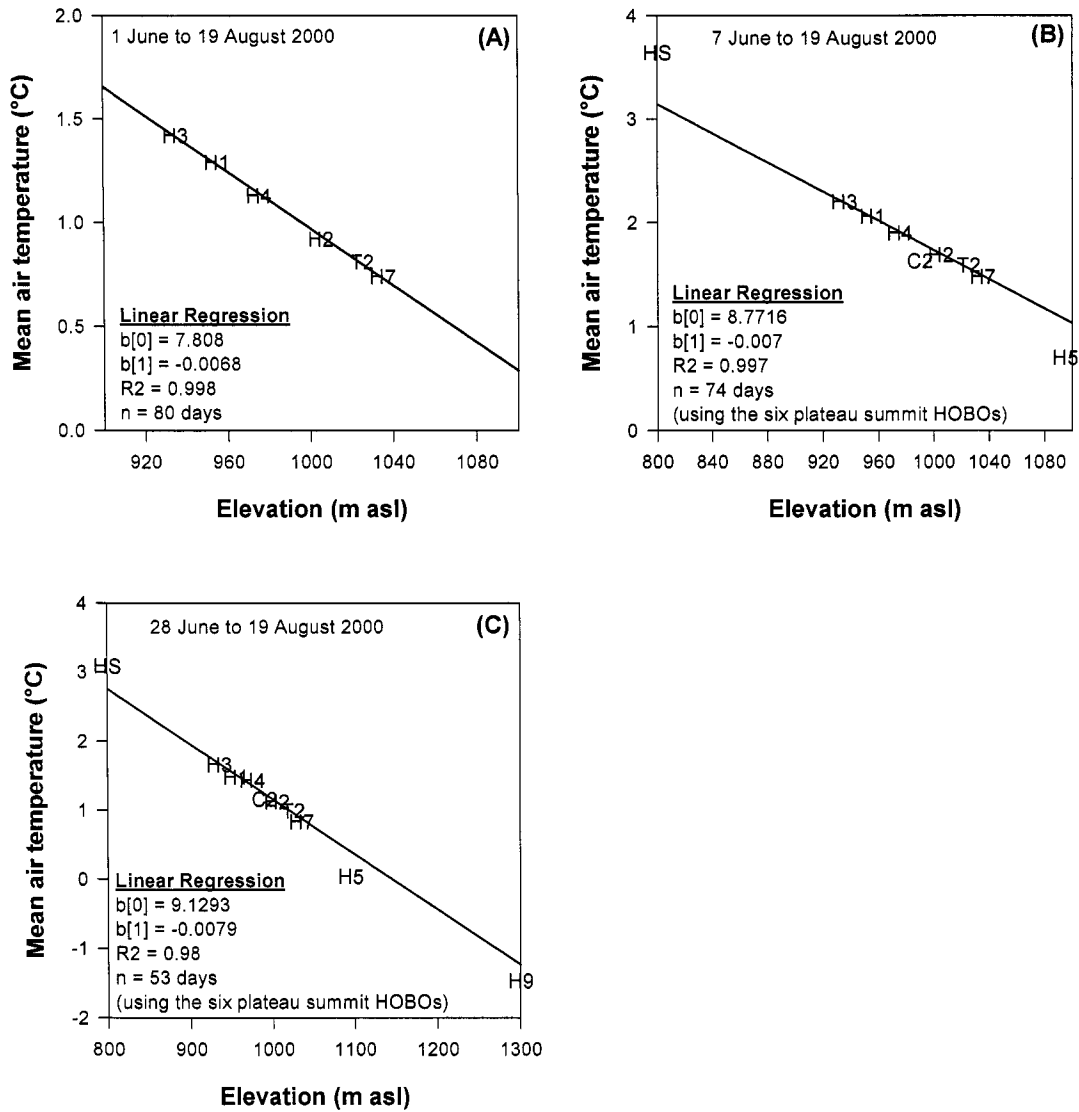 1 June to 19 August 2000
(A)
2.0
1.5
1.0
0.5
0.0
Mean air temperature (°C)
H3
H1
H4
H2
T2
H7
Linear Regression
b[0] = 7.808
b[1] = -0.0068
R2 = 0.998
n = 80 days
920
960
1000
1040
1080
Elevation (m asl)
7 June to 19 August 2000
(B)
4
3
2
1
0
Mean air temperature (°C)
HS
H3
H1
H4
C2
H2
T2
H7
H5
Linear Regression
b[0] = 8.7716
b[1] = -0.007
R2 = 0.997
n = 74 days
(using the six plateau summit HOBOs)
800
840
880
920
960
1000
1040
1080
Elevation (m asl)
28 June to 19 August 2000
(C)
4
3
2
1
0
-1
-2
Mean air temperature (°C)
HS
H3
H1
H4
C2
H2
T2
H7
H5
H9
Linear Regression
b[0] = 9.1293
b[1] = -0.0079
R2 = 0.98
n = 53 days
(using the six plateau summit HOBOs)
800
900
1000
1100
1200
1300
Elevation (m asl)